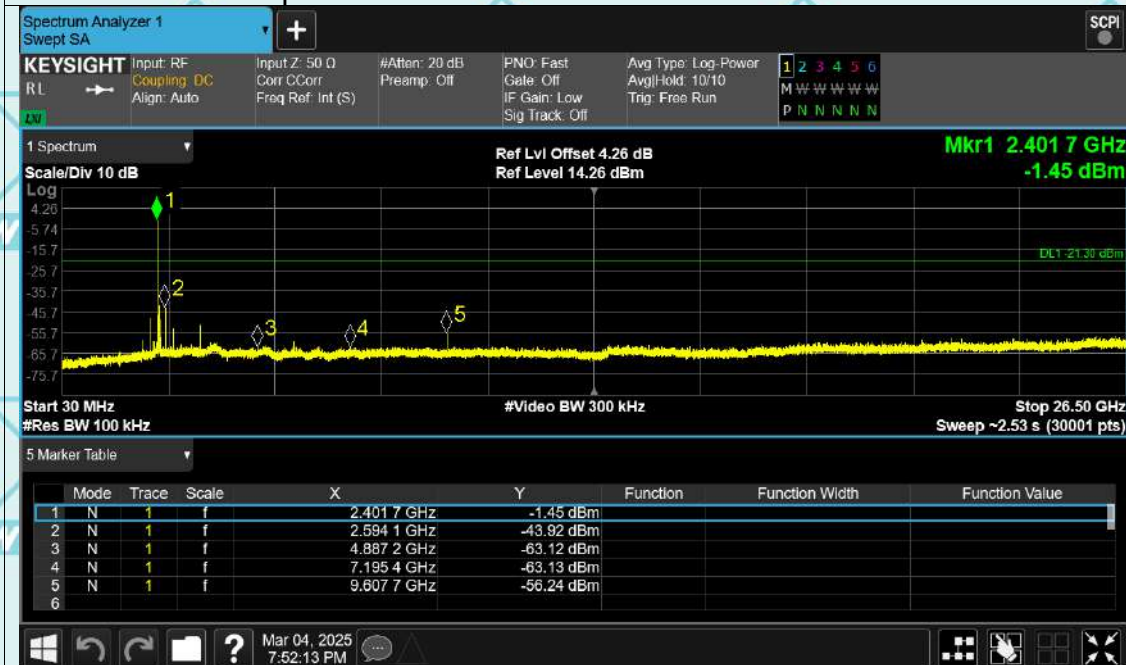 Spectrum Analyzer 1
Swept SA
+
SCPI
KEYSIGHT
RL
LXI
Input: RF
Coupling: DC
Align: Auto
Input Z: 50 Ω
Corr CCorr
Freq Ref: Int (S)
#Atten: 20 dB
Preamp: Off
PNO: Fast
Gate: Off
IF Gain: Low
Sig Track: Off
Avg Type: Log-Power
Avg|Hold: 10/10
Trig: Free Run
1 2 3 4 5 6
M W W W W W
P N N N N N
1 Spectrum
Scale/Div 10 dB
Ref Lvl Offset 4.26 dB
Ref Level 14.26 dBm
Mkr1 2.401 7 GHz
-1.45 dBm
Log
4.26
-5.74
-15.7
-25.7
-35.7
-45.7
-55.7
-65.7
-75.7
1
2
3
4
5
DL1 -21.30 dBm
Start 30 MHz
#Video BW 300 kHz
Stop 26.50 GHz
#Res BW 100 kHz
Sweep ~2.53 s (30001 pts)
5 Marker Table
Mode Trace Scale X Y Function Function Width Function Value
1 N 1 f 2.401 7 GHz -1.45 dBm
2 N 1 f 2.594 1 GHz -43.92 dBm
3 N 1 f 4.887 2 GHz -63.12 dBm
4 N 1 f 7.195 4 GHz -63.13 dBm
5 N 1 f 9.607 7 GHz -56.24 dBm
6
?
Mar 04, 2025
7:52:13 PM